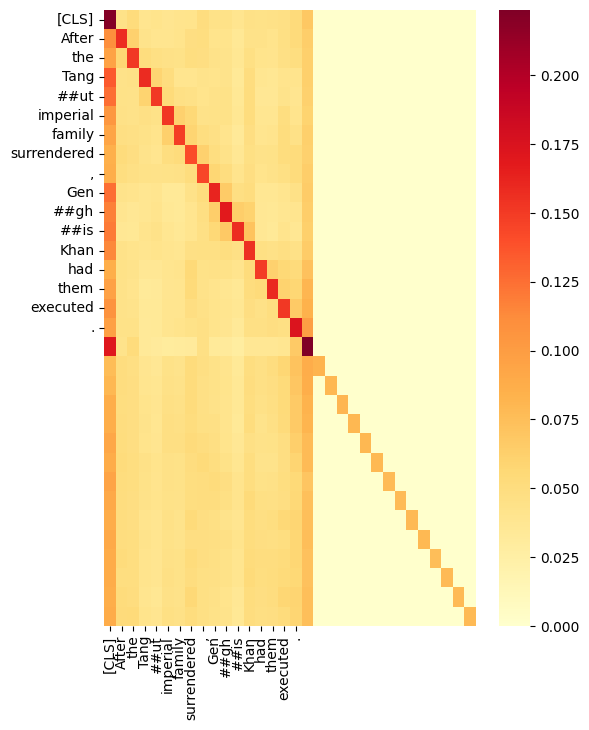 [CLS]
After
the
Tang
##ut
imperial
family
surrendered
,
Gen
##gh
##is
Khan
had
them
executed
.
0.200
0.175
0.150
0.125
0.100
0.075
0.050
0.025
0.000
[CLS]
After
the
Tang
##ut
imperial
family
surrendered
,
Gen
##gh
##is
Khan
had
them
executed
.